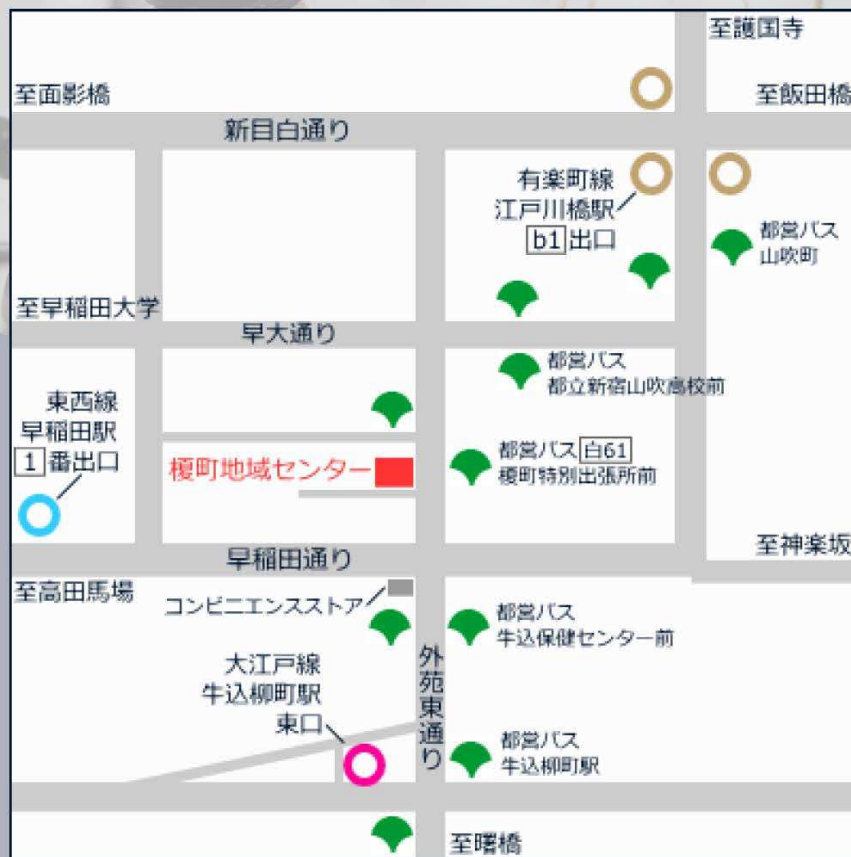 至護国寺
至面影橋
至飯田橋
新目白通り
有楽町線
江戸川橋駅
b1出口
都営バス
山吹町
至早稲田大学
早大通り
都営バス
都立新宿山吹高校前
東西線
早稲田駅
1番出口
都営バス白61
榎町特別出張所前
榎町地域センター
至神楽坂
早稲田通り
至高田馬場
コンビニエンスストア
都営バス
牛込保健センター前
外苑東通り
大江戸線
牛込柳町駅
東口
都営バス
牛込柳町駅
至曙橋